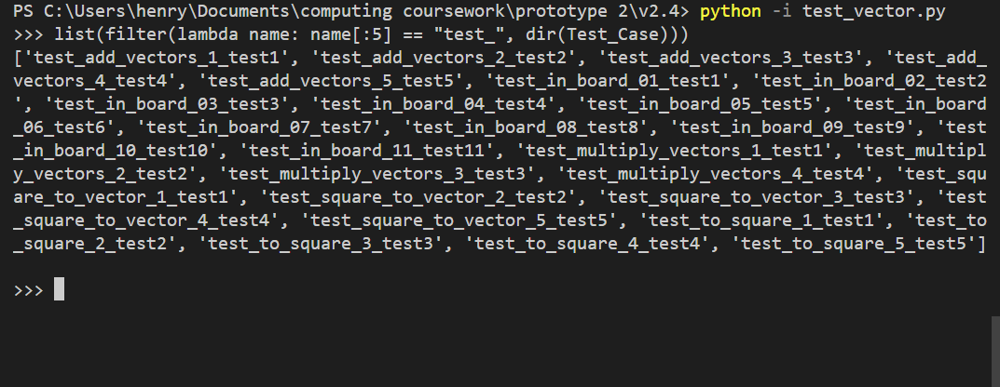 PS C:\Users\henry\Documents\computing coursework\prototype 2\v2.4> python -i test_vector.py
>>> list(filter(lambda name: name[:5] == "test_", dir(Test_Case)))
['test_add_vectors_1_test1', 'test_add_vectors_2_test2', 'test_add_vectors_3_test3', 'test_add_
vectors_4_test4', 'test_add_vectors_5_test5', 'test_in_board_01_test1', 'test_in_board_02_test2
', 'test_in_board_03_test3', 'test_in_board_04_test4', 'test_in_board_05_test5', 'test_in_board
_06_test6', 'test_in_board_07_test7', 'test_in_board_08_test8', 'test_in_board_09_test9', 'test
_in_board_10_test10', 'test_in_board_11_test11', 'test_multiply_vectors_1_test1', 'test_multipl
y_vectors_2_test2', 'test_multiply_vectors_3_test3', 'test_multiply_vectors_4_test4', 'test_squ
are_to_vector_1_test1', 'test_square_to_vector_2_test2', 'test_square_to_vector_3_test3', 'test
_square_to_vector_4_test4', 'test_square_to_vector_5_test5', 'test_to_square_1_test1', 'test_to
_square_2_test2', 'test_to_square_3_test3', 'test_to_square_4_test4', 'test_to_square_5_test5']
>>>